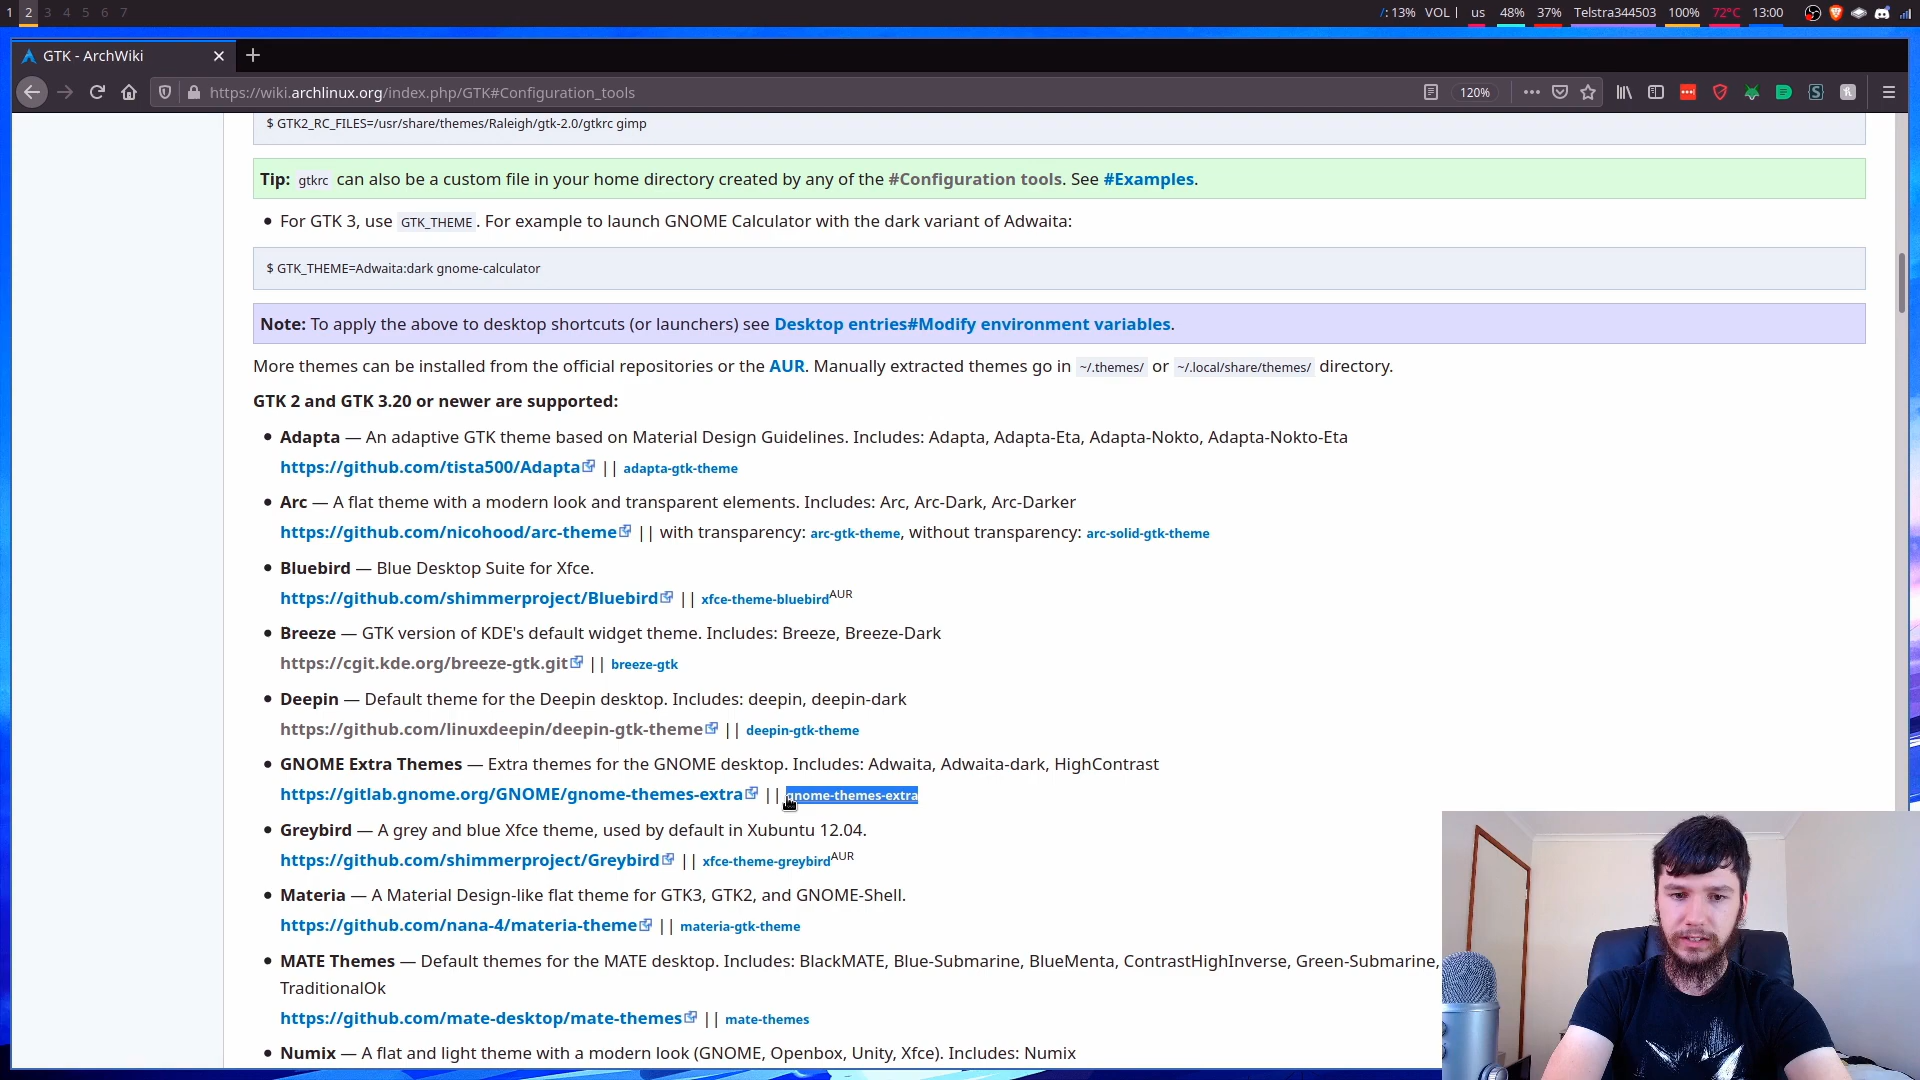 1 2 3 4 5 6 7
/: 13% VOL | us 48% 37% Telstra344503 100% 72°C 13:00
GTK - ArchWiki
https://wiki.archlinux.org/index.php/GTK#Configuration_tools 120%
$ GTK2_RC_FILES=/usr/share/themes/Raleigh/gtk-2.0/gtkrc gimp
Tip: gtkrc can also be a custom file in your home directory created by any of the #Configuration tools. See #Examples.
• For GTK 3, use GTK_THEME. For example to launch GNOME Calculator with the dark variant of Adwaita:
$ GTK_THEME=Adwaita:dark gnome-calculator
Note: To apply the above to desktop shortcuts (or launchers) see Desktop entries#Modify environment variables.
More themes can be installed from the official repositories or the AUR. Manually extracted themes go in ~/.themes/ or ~/.local/share/themes/ directory.
GTK 2 and GTK 3.20 or newer are supported:
• Adapta — An adaptive GTK theme based on Material Design Guidelines. Includes: Adapta, Adapta-Eta, Adapta-Nokto, Adapta-Nokto-Eta
https://github.com/tista500/Adapta || adapta-gtk-theme
• Arc — A flat theme with a modern look and transparent elements. Includes: Arc, Arc-Dark, Arc-Darker
https://github.com/nicohood/arc-theme || with transparency: arc-gtk-theme, without transparency: arc-solid-gtk-theme
• Bluebird — Blue Desktop Suite for Xfce.
https://github.com/shimmerproject/Bluebird || xfce-theme-bluebirdAUR
• Breeze — GTK version of KDE's default widget theme. Includes: Breeze, Breeze-Dark
https://cgit.kde.org/breeze-gtk.git || breeze-gtk
• Deepin — Default theme for the Deepin desktop. Includes: deepin, deepin-dark
https://github.com/linuxdeepin/deepin-gtk-theme || deepin-gtk-theme
• GNOME Extra Themes — Extra themes for the GNOME desktop. Includes: Adwaita, Adwaita-dark, HighContrast
https://gitlab.gnome.org/GNOME/gnome-themes-extra || gnome-themes-extra
• Greybird — A grey and blue Xfce theme, used by default in Xubuntu 12.04.
https://github.com/shimmerproject/Greybird || xfce-theme-greybirdAUR
• Materia — A Material Design-like flat theme for GTK3, GTK2, and GNOME-Shell.
https://github.com/nana-4/materia-theme || materia-gtk-theme
• MATE Themes — Default themes for the MATE desktop. Includes: BlackMATE, Blue-Submarine, BlueMenta, ContrastHighInverse, Green-Submarine,
TraditionalOk
https://github.com/mate-desktop/mate-themes || mate-themes
• Numix — A flat and light theme with a modern look (GNOME, Openbox, Unity, Xfce). Includes: Numix